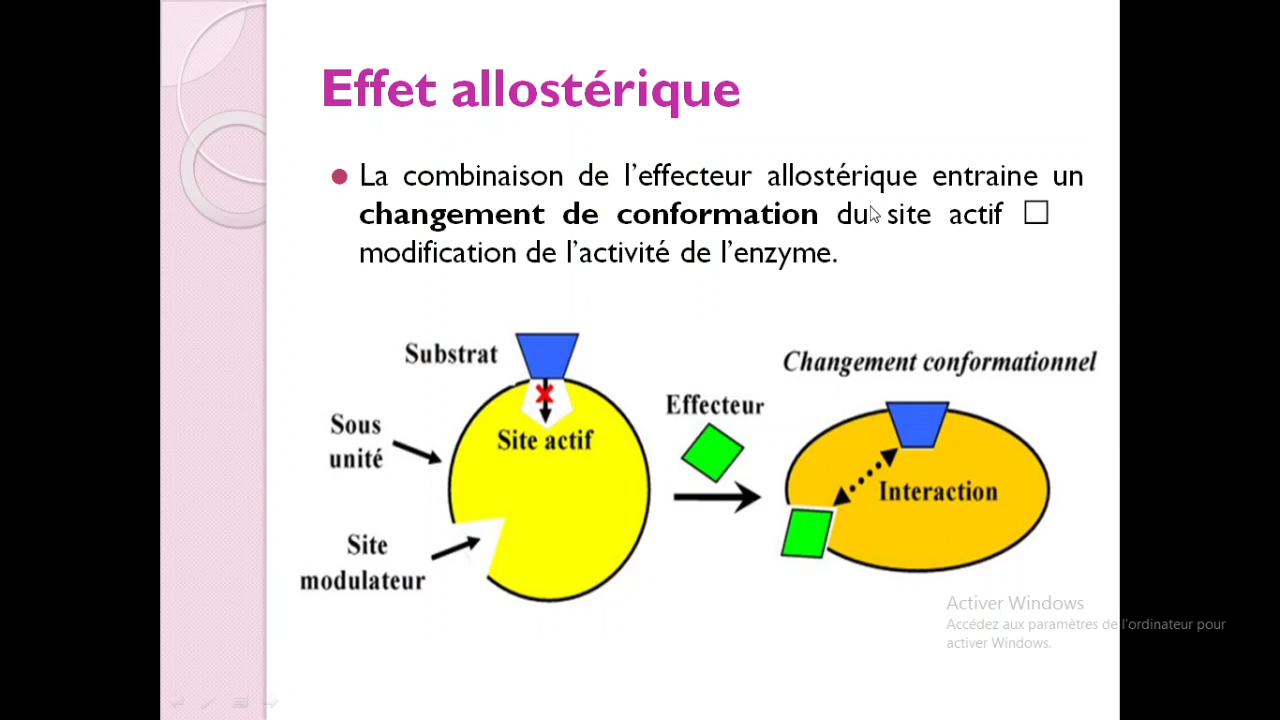 Effet allostérique
La combinaison de l'effecteur allostérique entraine un
changement de conformation du site actif □
modification de l'activité de l'enzyme.
Substrat
Changement conformationnel
Effecteur
Sous
unité
Site actif
Interaction
Site
modulateur
Activer Windows
Accédez aux paramètres de l'ordinateur pour
activer Windows.